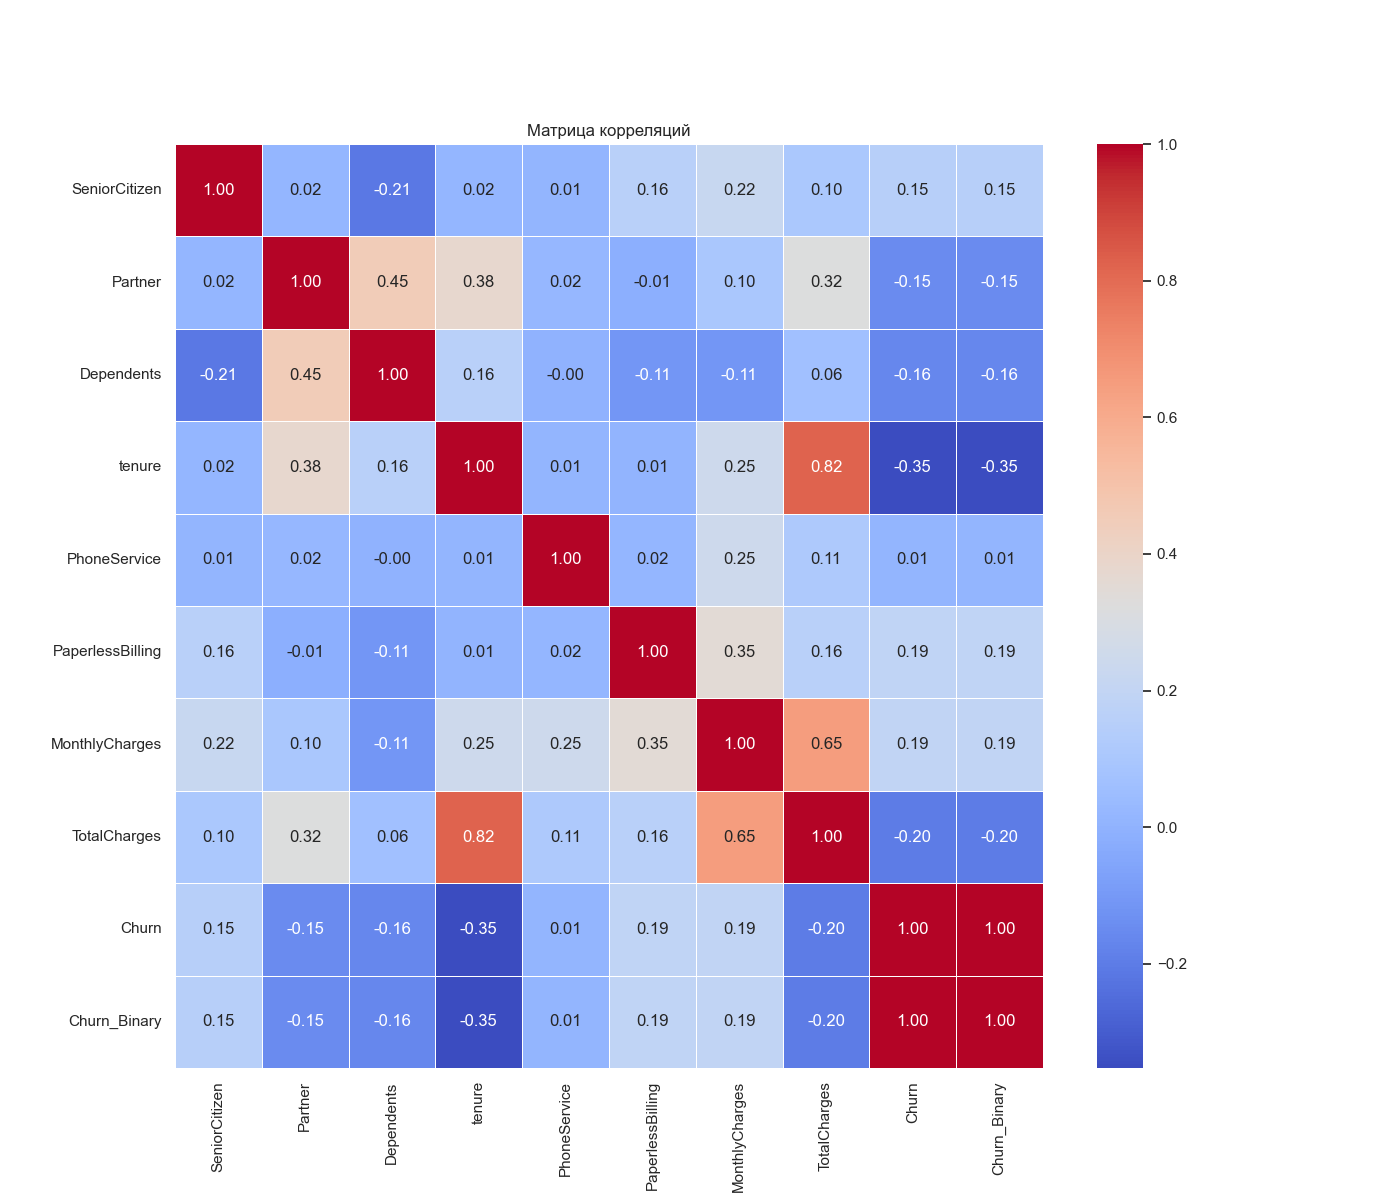 Матрица корреляций
SeniorCitizen 1.00 0.02 -0.21 0.02 0.01 0.16 0.22 0.10 0.15 0.15
Partner 0.02 1.00 0.45 0.38 0.02 -0.01 0.10 0.32 -0.15 -0.15
Dependents -0.21 0.45 1.00 0.16 -0.00 -0.11 -0.11 0.06 -0.16 -0.16
tenure 0.02 0.38 0.16 1.00 0.01 0.01 0.25 0.82 -0.35 -0.35
PhoneService 0.01 0.02 -0.00 0.01 1.00 0.02 0.25 0.11 0.01 0.01
PaperlessBilling 0.16 -0.01 -0.11 0.01 0.02 1.00 0.35 0.16 0.19 0.19
MonthlyCharges 0.22 0.10 -0.11 0.25 0.25 0.35 1.00 0.65 0.19 0.19
TotalCharges 0.10 0.32 0.06 0.82 0.11 0.16 0.65 1.00 -0.20 -0.20
Churn 0.15 -0.15 -0.16 -0.35 0.01 0.19 0.19 -0.20 1.00 1.00
Churn_Binary 0.15 -0.15 -0.16 -0.35 0.01 0.19 0.19 -0.20 1.00 1.00
SeniorCitizen
Partner
Dependents
tenure
PhoneService
PaperlessBilling
MonthlyCharges
TotalCharges
Churn
Churn_Binary
1.0
0.8
0.6
0.4
0.2
0.0
−0.2